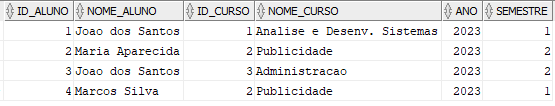 ID_ALUNO NOME_ALUNO ID_CURSO NOME_CURSO ANO SEMESTRE
1 Joao dos Santos 1 Analise e Desenv. Sistemas 2023 1
2 Maria Aparecida 2 Publicidade 2023 2
3 Joao dos Santos 3 Administracao 2023 2
4 Marcos Silva 2 Publicidade 2023 1